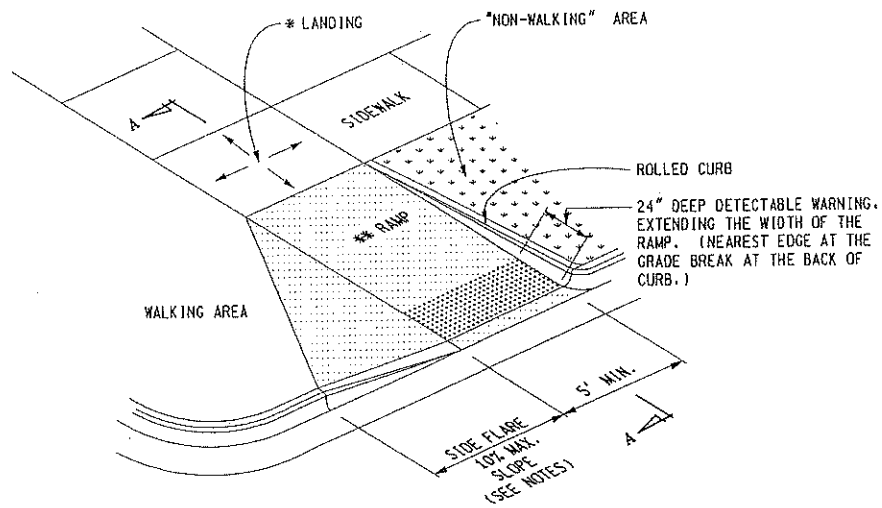 * LANDING
"NON-WALKING" AREA
A
SIDEWALK
ROLLED CURB
24" DEEP DETECTABLE WARNING.
EXTENDING THE WIDTH OF THE
RAMP. (NEAREST EDGE AT THE
GRADE BREAK AT THE BACK OF
CURB.)
** RAMP
WALKING AREA
5' MIN.
SIDE FLARE
10% MAX.
SLOPE
(SEE NOTES)
A